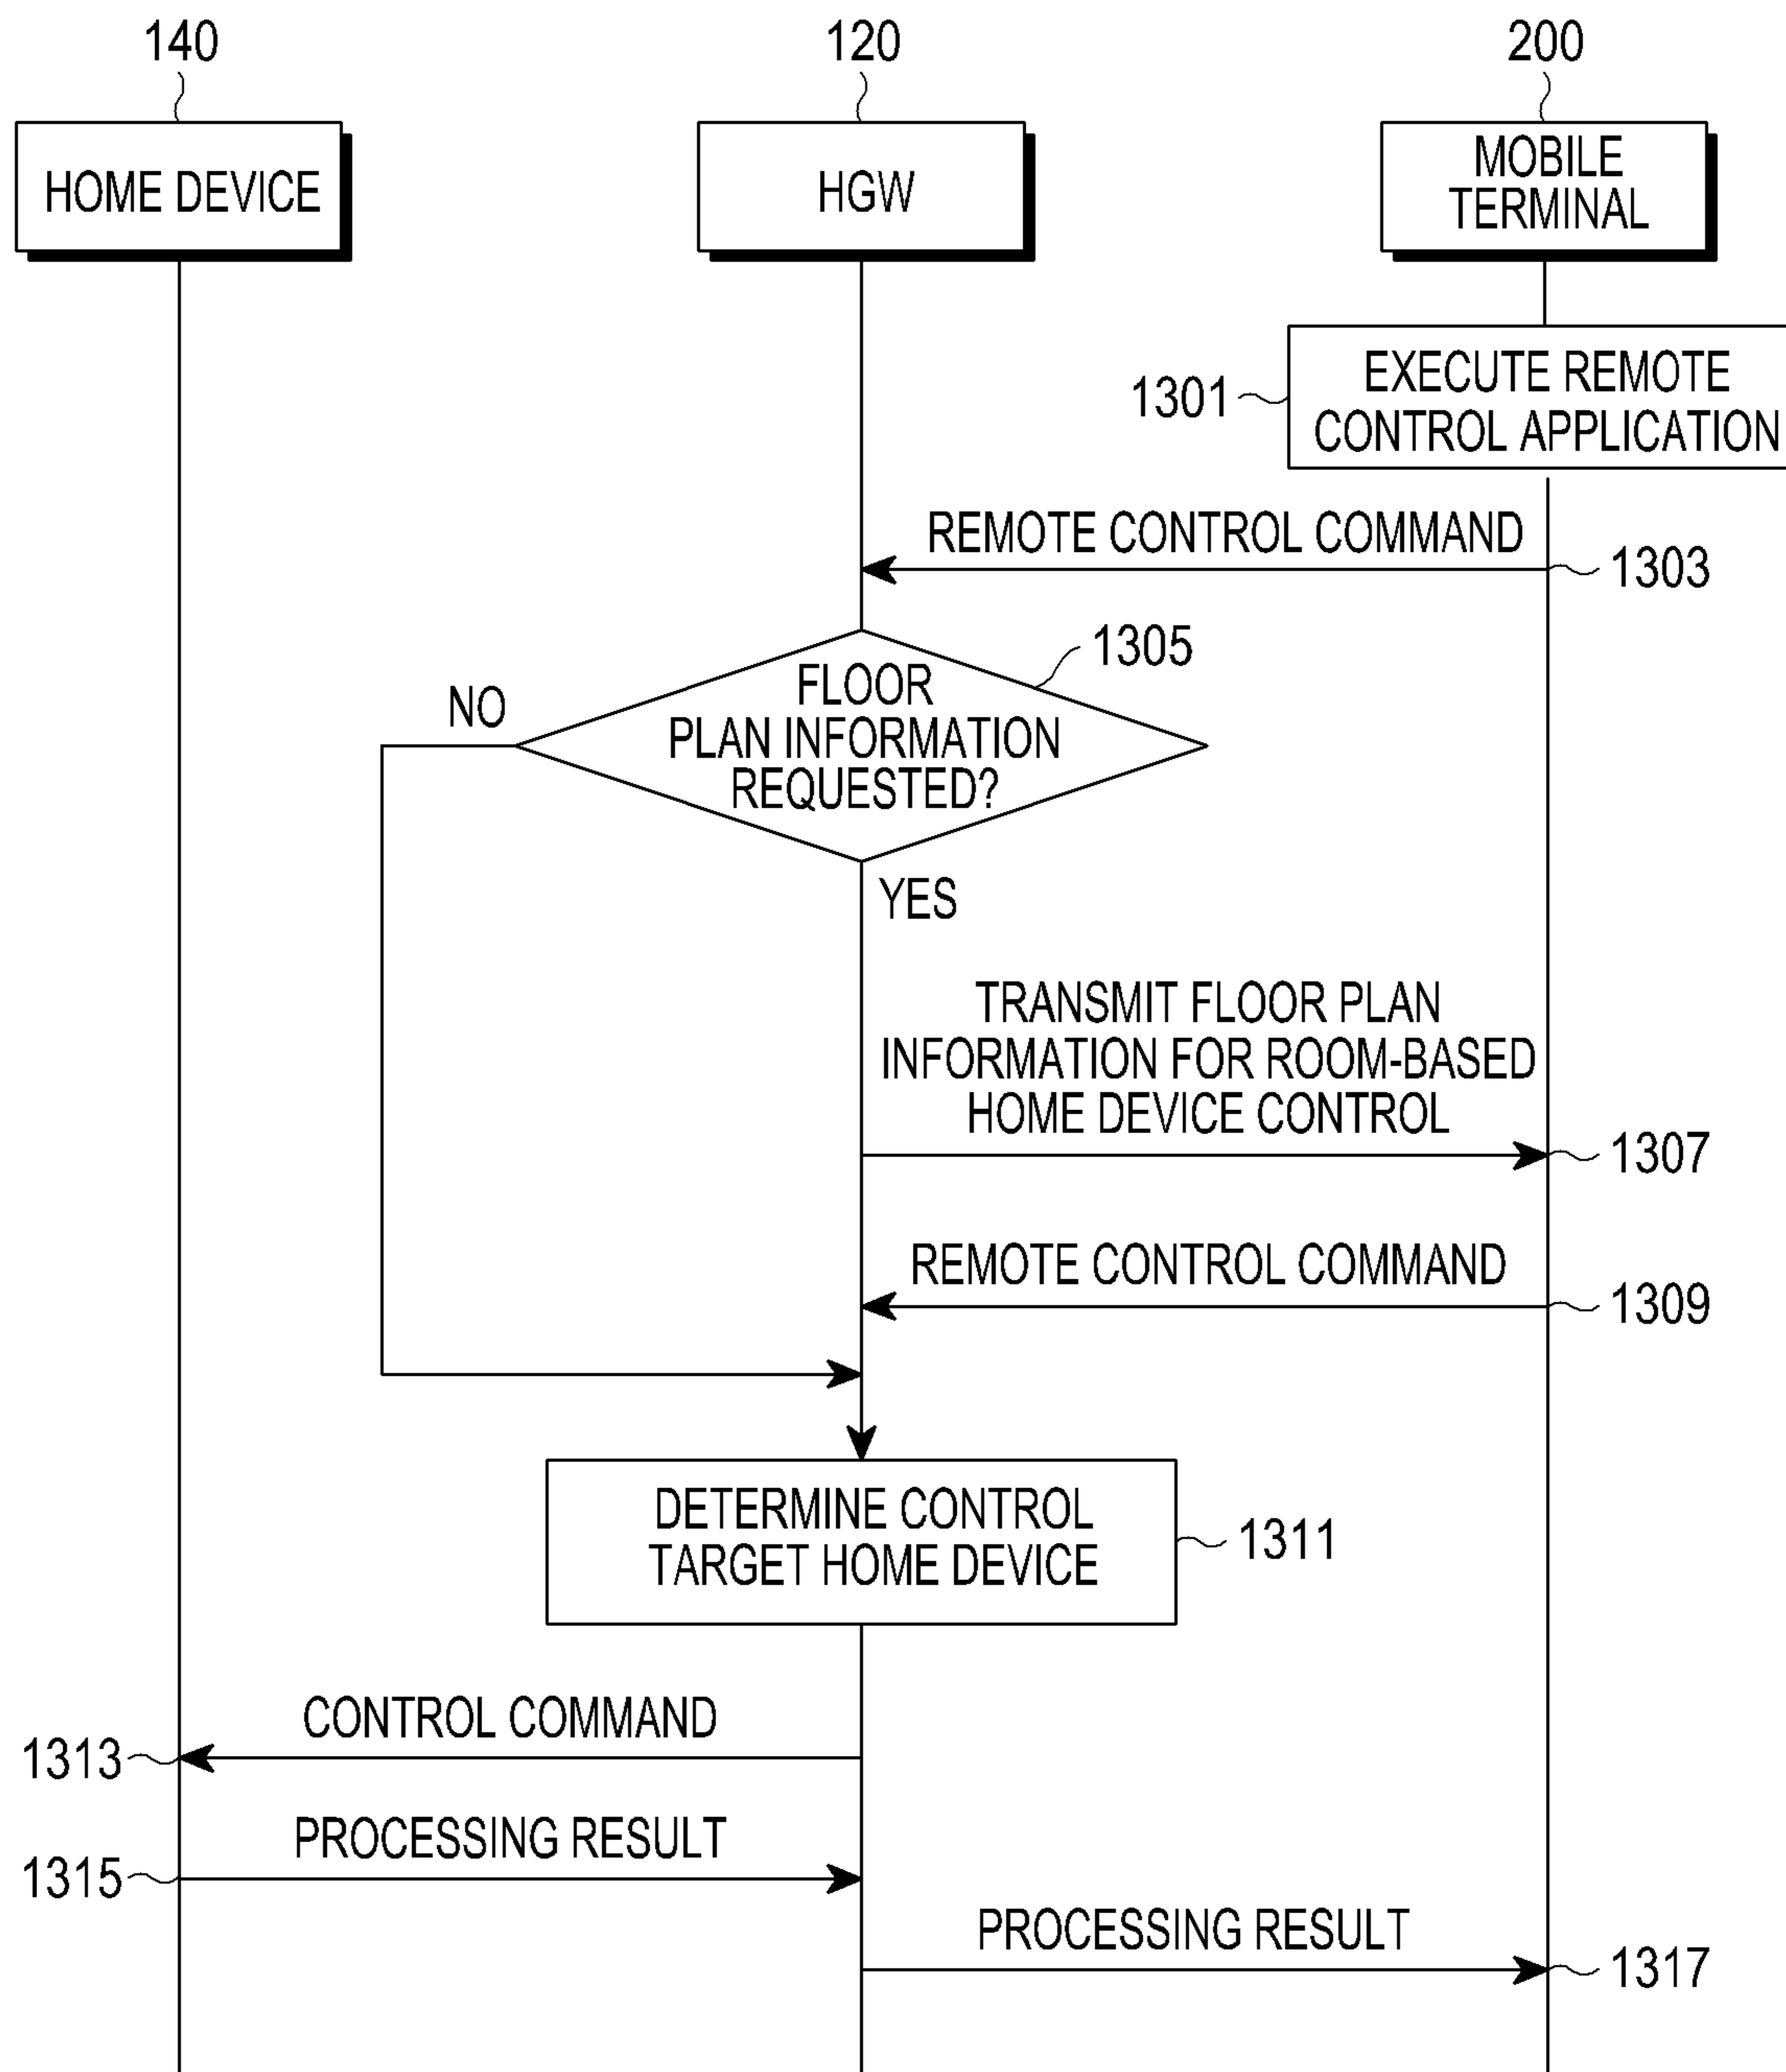 140
120
200
HOME DEVICE
HGW
MOBILE
TERMINAL
1301
EXECUTE REMOTE
CONTROL APPLICATION
REMOTE CONTROL COMMAND
1303
1305
NO
FLOOR
PLAN INFORMATION
REQUESTED?
YES
TRANSMIT FLOOR PLAN
INFORMATION FOR ROOM-BASED
HOME DEVICE CONTROL
1307
REMOTE CONTROL COMMAND
1309
DETERMINE CONTROL
TARGET HOME DEVICE
1311
CONTROL COMMAND
1313
PROCESSING RESULT
1315
PROCESSING RESULT
1317